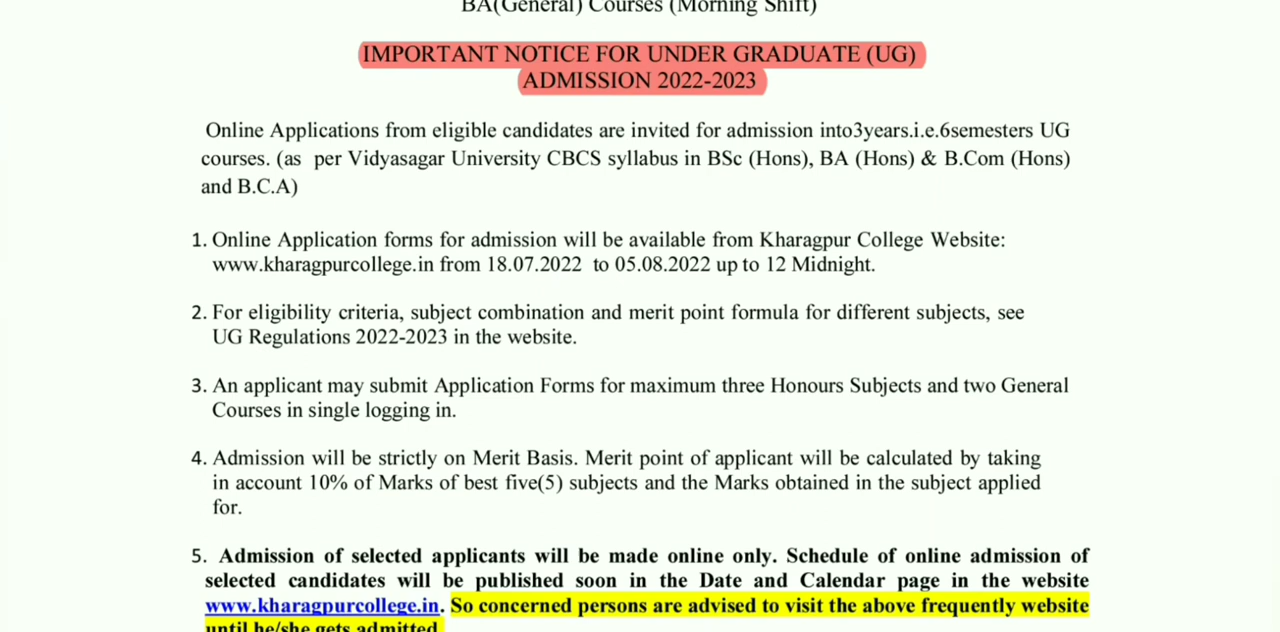 BA(General) Courses (Morning Shift)
IMPORTANT NOTICE FOR UNDER GRADUATE (UG)
ADMISSION 2022-2023
Online Applications from eligible candidates are invited for admission into3years.i.e.6semesters UG
courses. (as per Vidyasagar University CBCS syllabus in BSc (Hons), BA (Hons) & B.Com (Hons)
and B.C.A)
1. Online Application forms for admission will be available from Kharagpur College Website:
www.kharagpurcollege.in from 18.07.2022 to 05.08.2022 up to 12 Midnight.
2. For eligibility criteria, subject combination and merit point formula for different subjects, see
UG Regulations 2022-2023 in the website.
3. An applicant may submit Application Forms for maximum three Honours Subjects and two General
Courses in single logging in.
4. Admission will be strictly on Merit Basis. Merit point of applicant will be calculated by taking
in account 10% of Marks of best five(5) subjects and the Marks obtained in the subject applied
for.
5. Admission of selected applicants will be made online only. Schedule of online admission of
selected candidates will be published soon in the Date and Calendar page in the website
www.kharagpurcollege.in. So concerned persons are advised to visit the above frequently website
until he/she gets admitted.